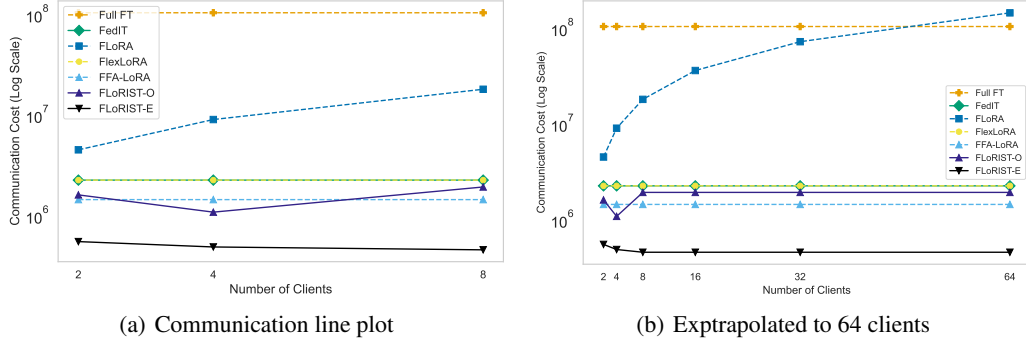 10^8
10^7
10^6
Communication Cost (Log Scale)
Full FT
FedIT
FLoRA
FlexLoRA
FFA-LoRA
FLoRIST-O
FLoRIST-E
2
4
8
Number of Clients
(a) Communication line plot
10^8
10^7
10^6
Communication Cost (Log Scale)
Full FT
FedIT
FLoRA
FlexLoRA
FFA-LoRA
FLoRIST-O
FLoRIST-E
2 4 8 16 32 64
Number of Clients
(b) Exptrapolated to 64 clients